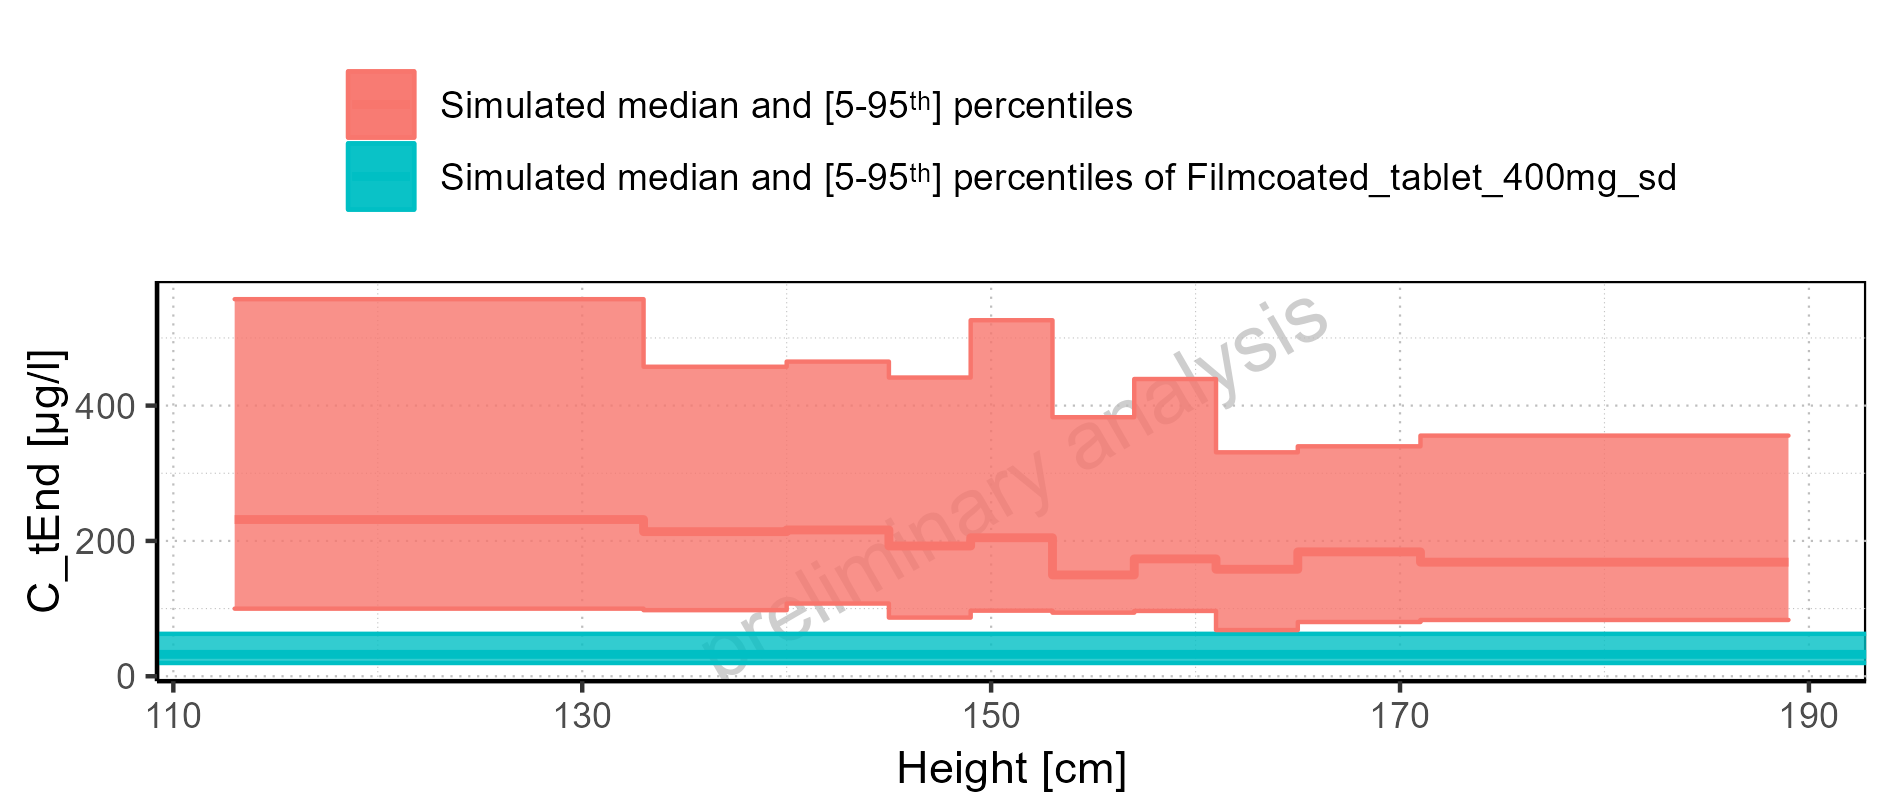 Simulated median and [5-95th] percentiles
Simulated median and [5-95th] percentiles of Filmcoated_tablet_400mg_sd
preliminary analysis
C_tEnd [µg/l]
400
200
0
110 130 150 170 190
Height [cm]